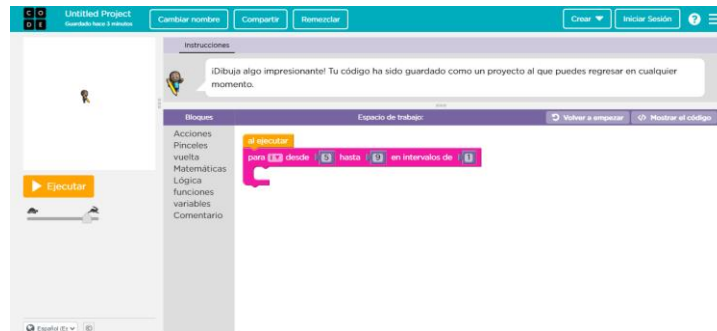 C O
D E
Untitled Project
Guardado hace 3 minutos
Cambiar nombre
Compartir
Remezclar
Crear
Iniciar Sesión
?
Instrucciones
¡Dibuja algo impresionante! Tu código ha sido guardado como un proyecto al que puedes regresar en cualquier
momento.
Bloques
Espacio de trabajo:
Volver a empezar
Mostrar el código
Acciones
Pinceles
vuelta
Matemáticas
Lógica
funciones
variables
Comentario
al ejecutar
para i desde 5 hasta 9 en intervalos de 1
Ejecutar